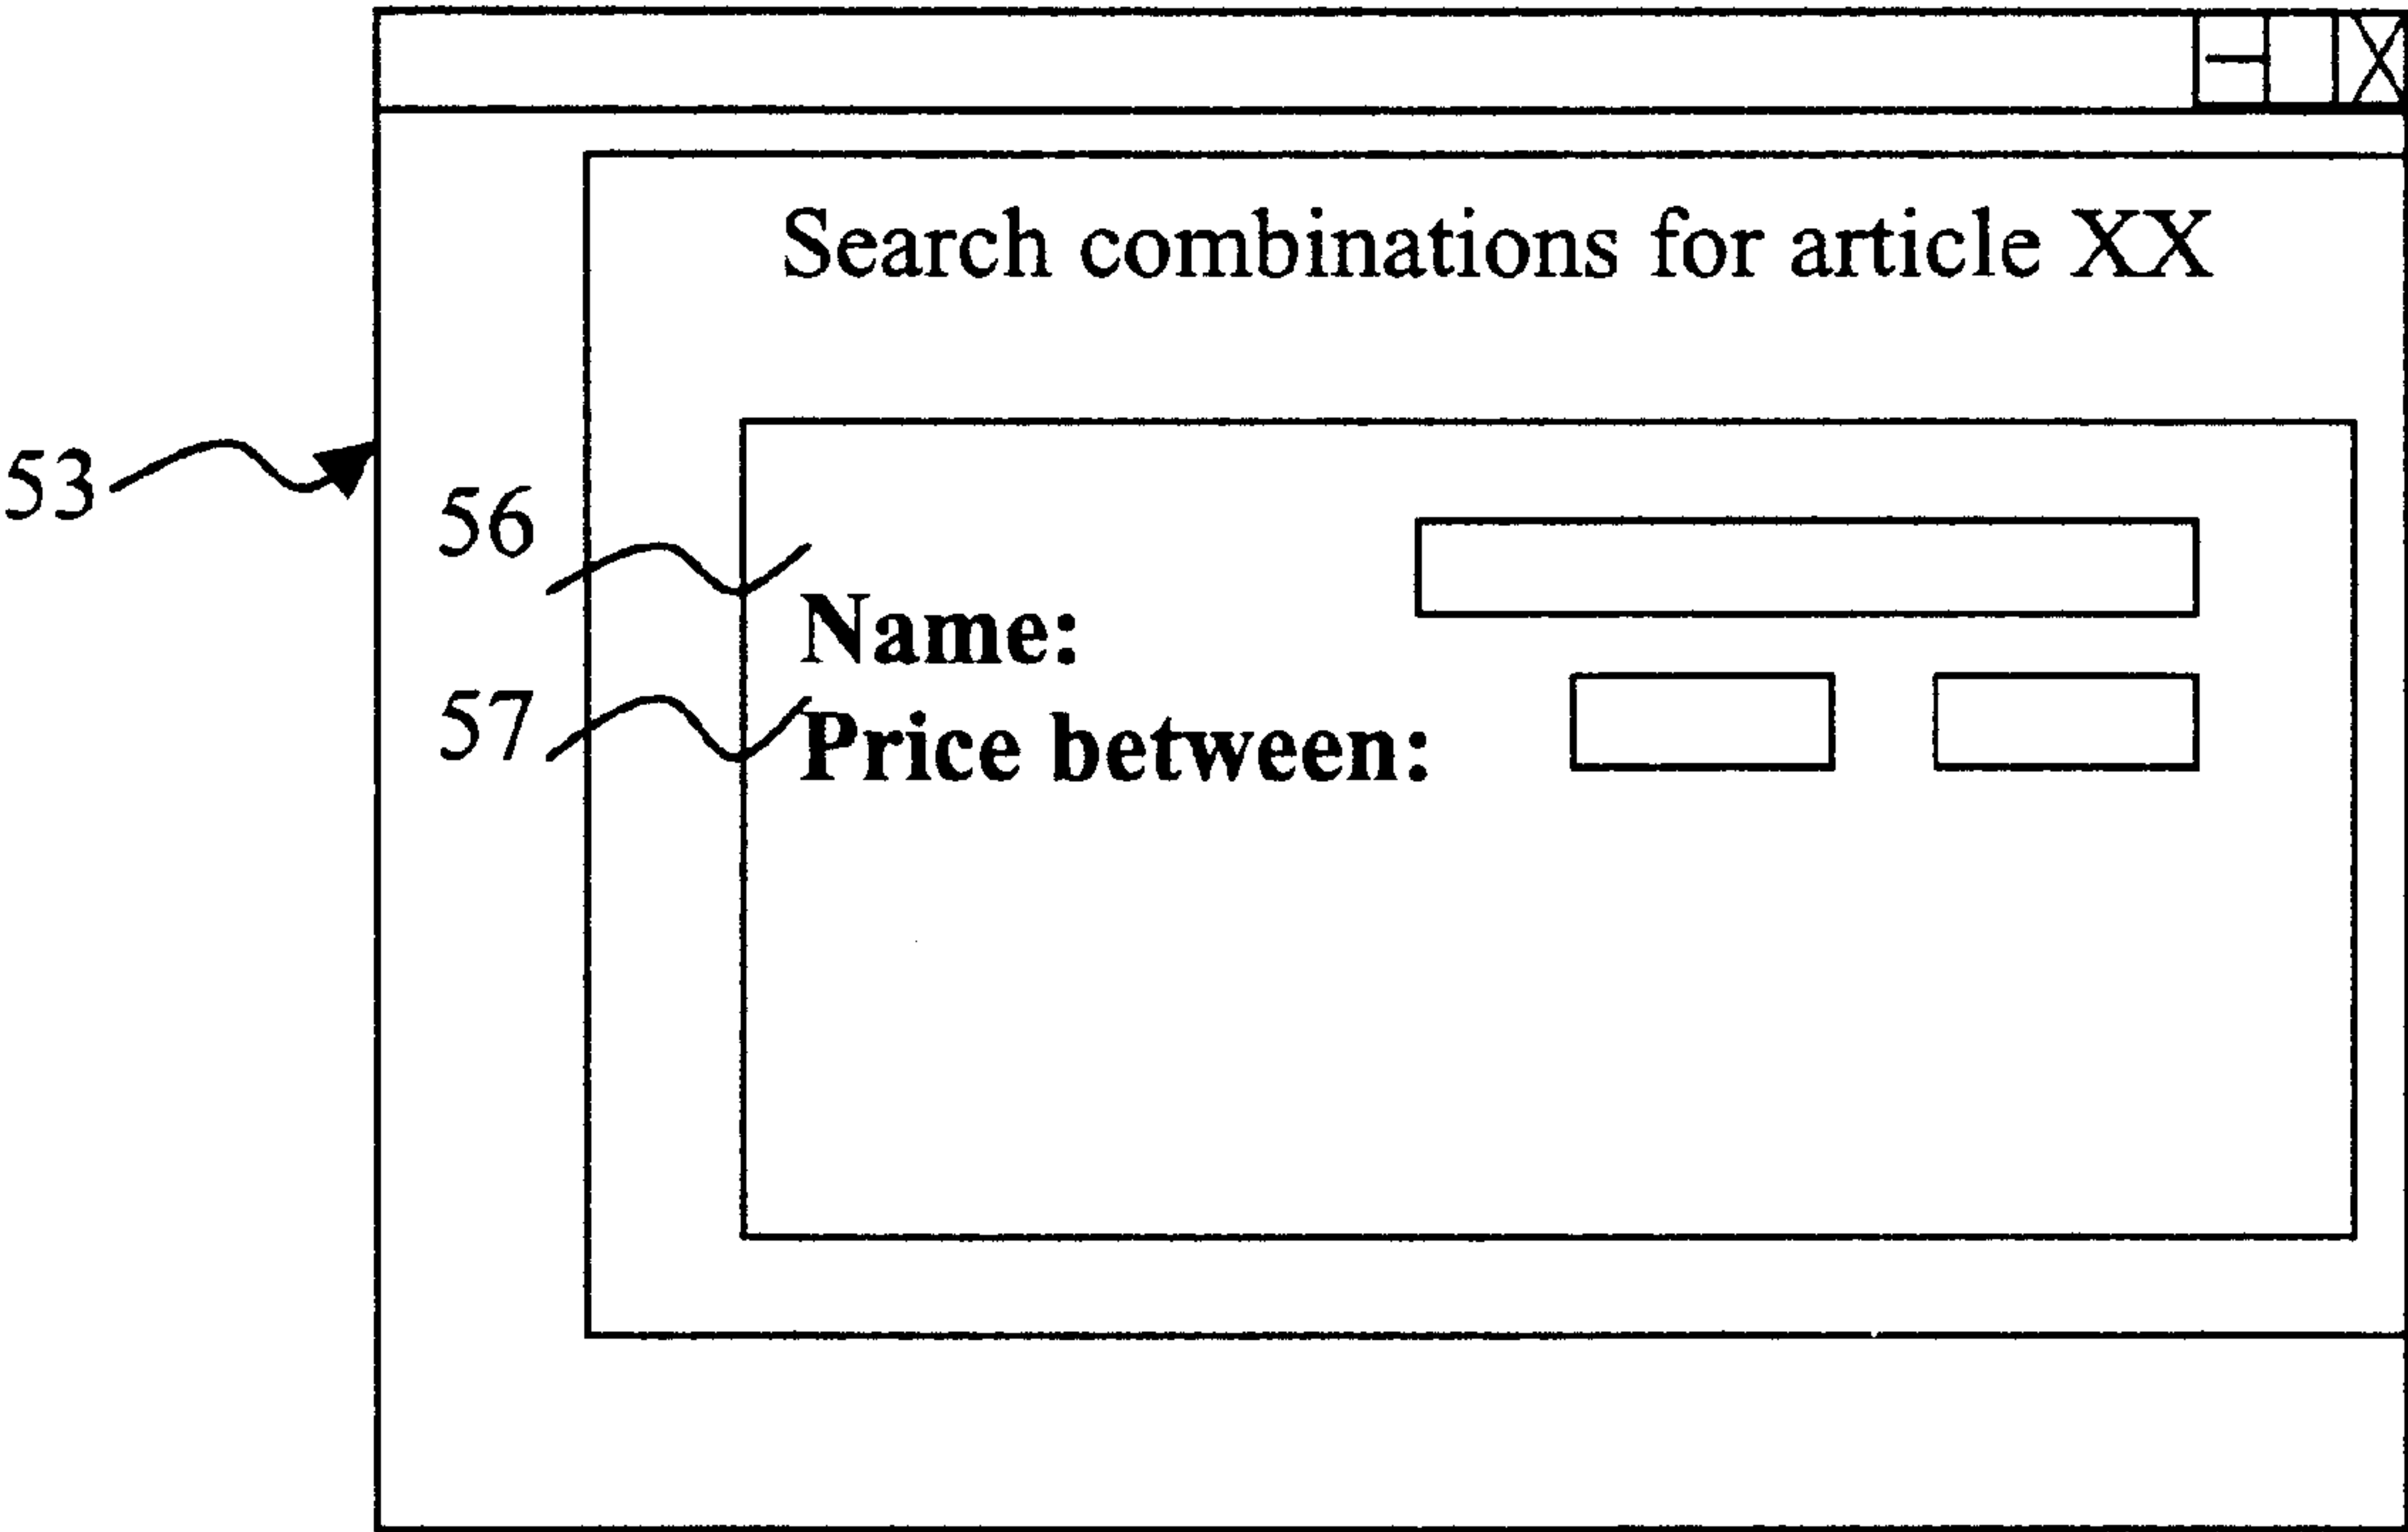 Search combinations for article XX
53
56
Name:
57
Price between: